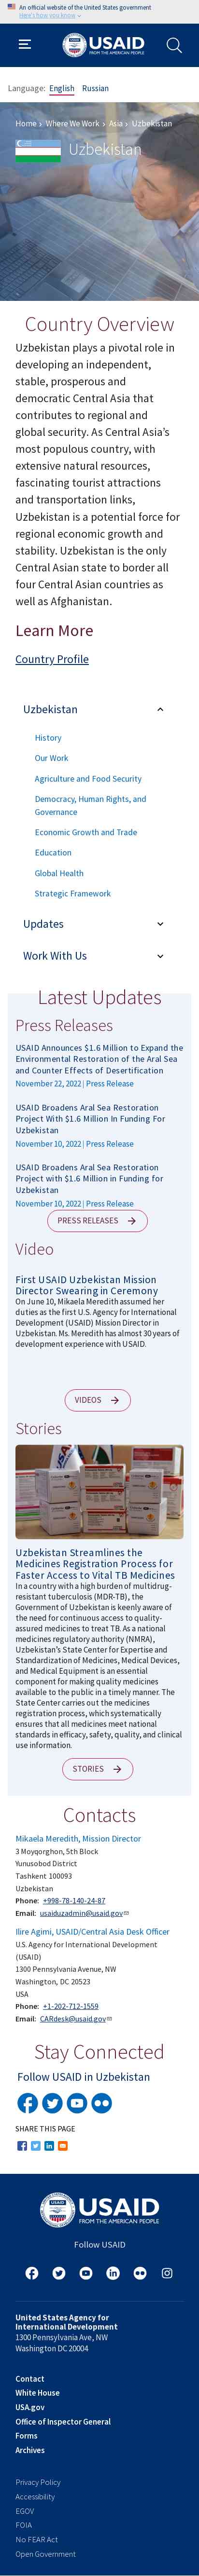 An official website of the United States government
Here's how you know
USAID
FROM THE AMERICAN PEOPLE
Language: English Russian
Home > Where We Work > Asia > Uzbekistan
Uzbekistan
Country Overview
Uzbekistan plays a pivotal role in
developing an independent,
stable, prosperous and
democratic Central Asia that
contributes to regional and
global security. As Central Asia's
most populous country, with
extensive natural resources,
fascinating tourist attractions
and transportation links,
Uzbekistan is a potential center for
regional economic growth and
stability. Uzbekistan is the only
Central Asian state to border all
four Central Asian countries as
well as Afghanistan.
Learn More
Country Profile
Uzbekistan
History
Our Work
Agriculture and Food Security
Democracy, Human Rights, and
Governance
Economic Growth and Trade
Education
Global Health
Strategic Framework
Updates
Work With Us
Latest Updates
Press Releases
USAID Announces $1.6 Million to Expand the
Environmental Restoration of the Aral Sea
and Counter Effects of Desertification
November 22, 2022 | Press Release
USAID Broadens Aral Sea Restoration
Project With $1.6 Million In Funding For
Uzbekistan
November 10, 2022 | Press Release
USAID Broadens Aral Sea Restoration
Project with $1.6 Million in Funding for
Uzbekistan
November 10, 2022 | Press Release
PRESS RELEASES
Video
First USAID Uzbekistan Mission
Director Swearing in Ceremony
On June 10, Mikaela Meredith assumed her
duties as the first U.S. Agency for International
Development (USAID) Mission Director in
Uzbekistan. Ms. Meredith has almost 30 years of
development experience with USAID.
VIDEOS
Stories
Uzbekistan Streamlines the
Medicines Registration Process for
Faster Access to Vital TB Medicines
In a country with a high burden of multidrug-
resistant tuberculosis (MDR-TB), the
Government of Uzbekistan is keenly aware of
the need for continuous access to quality-
assured medicines to treat TB. As a national
medicines regulatory authority (NMRA),
Uzbekistan's State Center for Expertise and
Standardization of Medicines, Medical Devices,
and Medical Equipment is an essential
component for making quality medicines
available to the public in a timely manner. The
State Center carries out the medicines
registration process, which systematically
ensures that all medicines meet national
standards in efficacy, safety, quality, and clinical
use information.
STORIES
Contacts
Mikaela Meredith, Mission Director
3 Moyqorghon, 5th Block
Yunusobod District
Tashkent 100093
Uzbekistan
Phone: +998-78-140-24-87
Email: usaiduzadmin@usaid.gov
Ilire Agimi, USAID/Central Asia Desk Officer
U.S. Agency for International Development
(USAID)
1300 Pennsylvania Avenue, NW
Washington, DC 20523
USA
Phone: +1-202-712-1559
Email: CARdesk@usaid.gov
Stay Connected
Follow USAID in Uzbekistan
SHARE THIS PAGE
USAID
FROM THE AMERICAN PEOPLE
Follow USAID
United States Agency for
International Development
1300 Pennsylvania Ave, NW
Washington DC 20004
Contact
White House
USA.gov
Office of Inspector General
Forms
Archives
Privacy Policy
Accessibility
EGOV
FOIA
No FEAR Act
Open Government